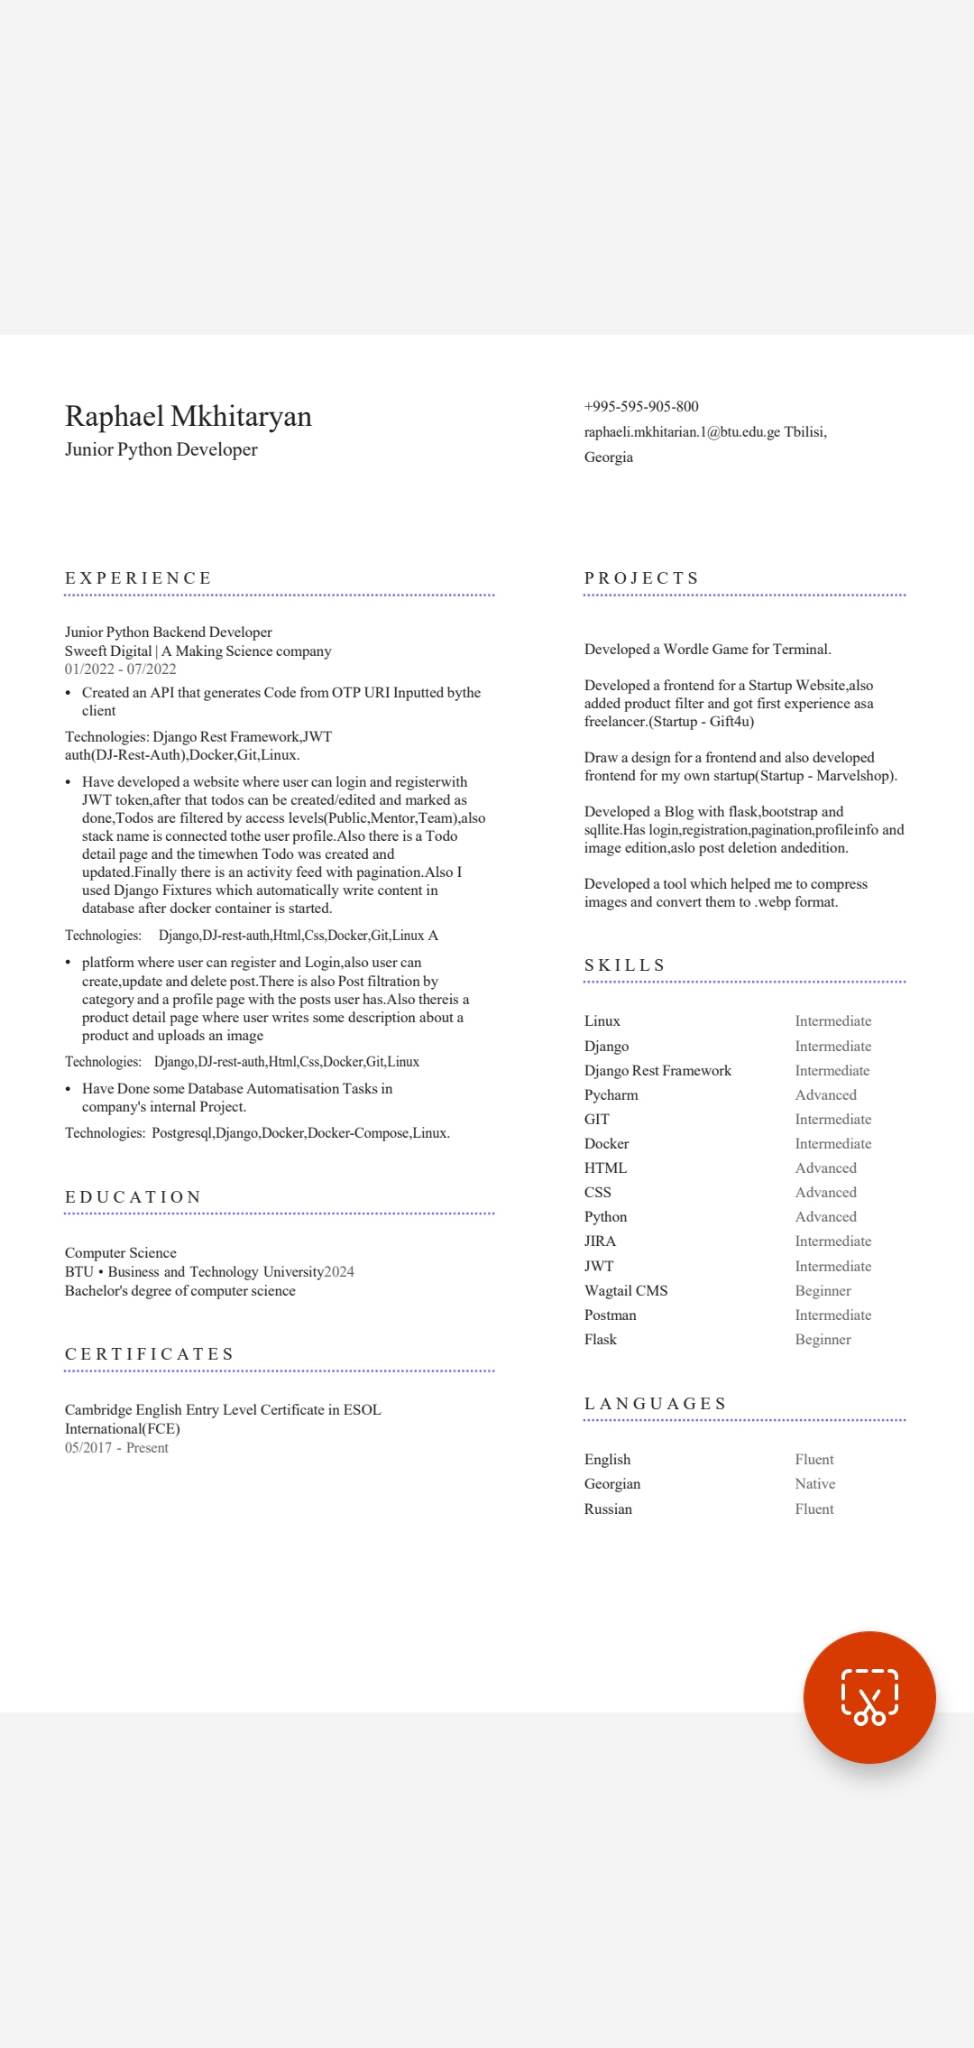 Raphael Mkhitaryan
Junior Python Developer
+995-595-905-800
raphaeli.mkhitarian.1@btu.edu.ge Tbilisi,
Georgia
EXPERIENCE
Junior Python Backend Developer
Sweeft Digital | A Making Science company
01/2022 - 07/2022
• Created an API that generates Code from OTP URI Inputted bythe
client
Technologies: Django Rest Framework,JWT
auth(DJ-Rest-Auth),Docker,Git,Linux.
• Have developed a website where user can login and registerwith
JWT token,after that todos can be created/edited and marked as
done,Todos are filtered by access levels(Public,Mentor,Team),also
stack name is connected tothe user profile.Also there is a Todo
detail page and the timewhen Todo was created and
updated.Finally there is an activity feed with pagination.Also I
used Django Fixtures which automatically write content in
database after docker container is started.
Technologies: Django,DJ-rest-auth,Html,Css,Docker,Git,Linux A
• platform where user can register and Login,also user can
create,update and delete post.There is also Post filtration by
category and a profile page with the posts user has.Also thereis a
product detail page where user writes some description about a
product and uploads an image
Technologies: Django,DJ-rest-auth,Html,Css,Docker,Git,Linux
• Have Done some Database Automatisation Tasks in
company's internal Project.
Technologies: Postgresql,Django,Docker,Docker-Compose,Linux.
EDUCATION
Computer Science
BTU • Business and Technology University2024
Bachelor's degree of computer science
CERTIFICATES
Cambridge English Entry Level Certificate in ESOL
International(FCE)
05/2017 - Present
PROJECTS
Developed a Wordle Game for Terminal.
Developed a frontend for a Startup Website,also
added product filter and got first experience asa
freelancer.(Startup - Gift4u)
Draw a design for a frontend and also developed
frontend for my own startup(Startup - Marvelshop).
Developed a Blog with flask,bootstrap and
sqllite.Has login,registration,pagination,profileinfo and
image edition,aslo post deletion andedition.
Developed a tool which helped me to compress
images and convert them to .webp format.
SKILLS
Linux Intermediate
Django Intermediate
Django Rest Framework Intermediate
Pycharm Advanced
GIT Intermediate
Docker Intermediate
HTML Advanced
CSS Advanced
Python Advanced
JIRA Intermediate
JWT Intermediate
Wagtail CMS Beginner
Postman Intermediate
Flask Beginner
LANGUAGES
English Fluent
Georgian Native
Russian Fluent